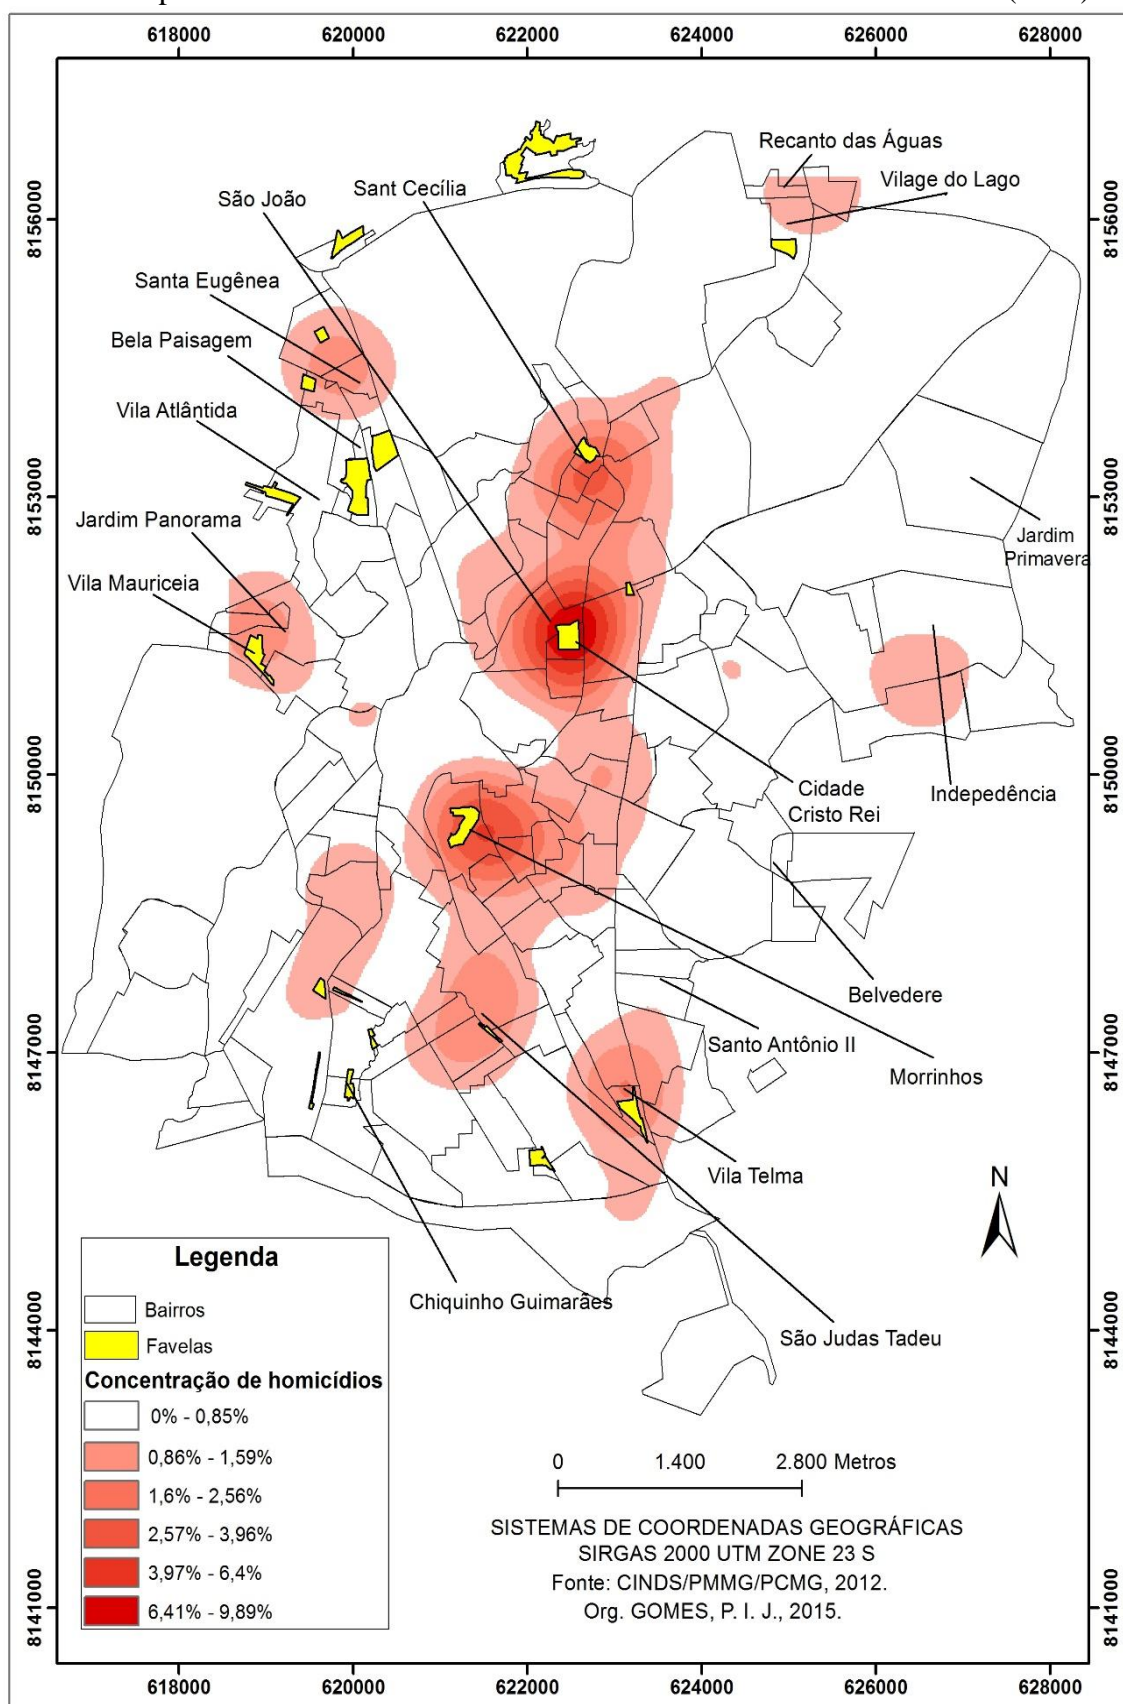 618000 620000 622000 624000 626000 628000
Recanto das Águas
Sant Cecília
Vilage do Lago
São João
8156000
8156000
Santa Eugênea
Bela Paisagem
Vila Atlântida
8153000
8153000
Jardim Panorama
Jardim
Primavera
Vila Mauriceia
8150000
8150000
Cidade
Cristo Rei
Indepedência
Belvedere
Santo Antônio II
8147000
8147000
Morrinhos
Vila Telma
N
Chiquinho Guimarães
São Judas Tadeu
8144000
8144000
Legenda
Bairros
Favelas
Concentração de homicídios
0% - 0,85%
0,86% - 1,59%
1,6% - 2,56%
2,57% - 3,96%
3,97% - 6,4%
6,41% - 9,89%
0 1.400 2.800 Metros
SISTEMAS DE COORDENADAS GEOGRÁFICAS
SIRGAS 2000 UTM ZONE 23 S
Fonte: CINDS/PMMG/PCMG, 2012.
Org. GOMES, P. I. J., 2015.
8141000
8141000
618000 620000 622000 624000 626000 628000